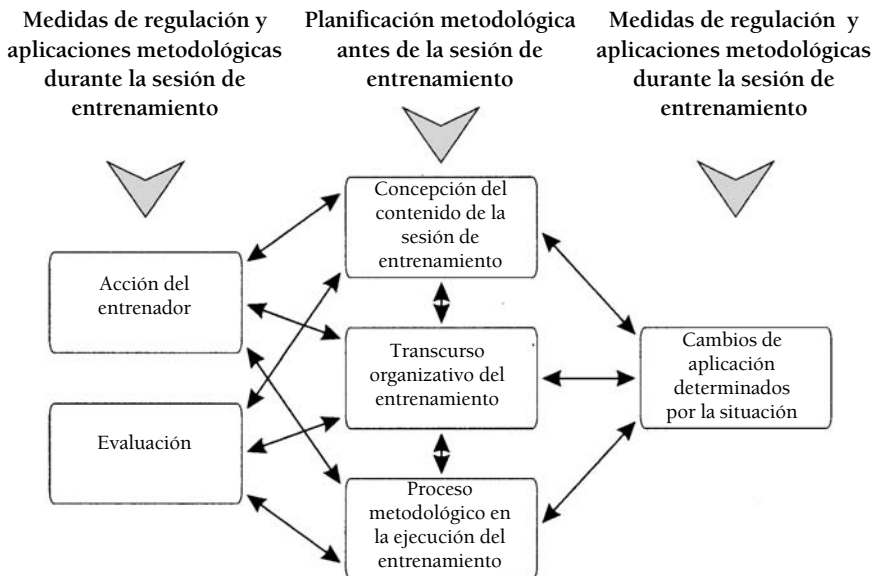 Medidas de regulación y
aplicaciones metodológicas
durante la sesión de
entrenamiento
Planificación metodológica
antes de la sesión de
entrenamiento
Medidas de regulación y
aplicaciones metodológicas
durante la sesión de
entrenamiento
Acción del
entrenador
Evaluación
Concepción del
contenido de la
sesión de
entrenamiento
Transcurso
organizativo del
entrenamiento
Proceso
metodológico en
la ejecución del
entrenamiento
Cambios de
aplicación
determinados
por la situación